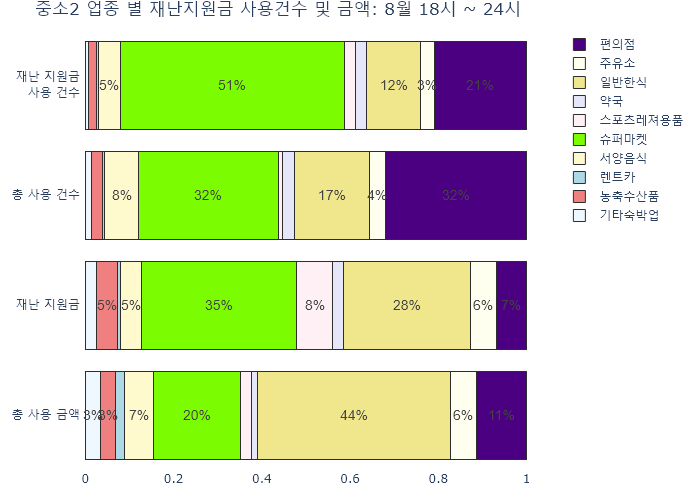 중소2 업종 별 재난지원금 사용건수 및 금액: 8월 18시 ~ 24시
재난 지원금
사용 건수
5%
51%
12%
3%
21%
총 사용 건수
8%
32%
17%
4%
32%
재난 지원금
5%
5%
35%
8%
28%
6%
7%
총 사용 금액
3%
3%
7%
20%
44%
6%
11%
0
0.2
0.4
0.6
0.8
1
편의점
주유소
일반한식
약국
스포츠레져용품
슈퍼마켓
서양음식
렌트카
농축수산품
기타숙박업